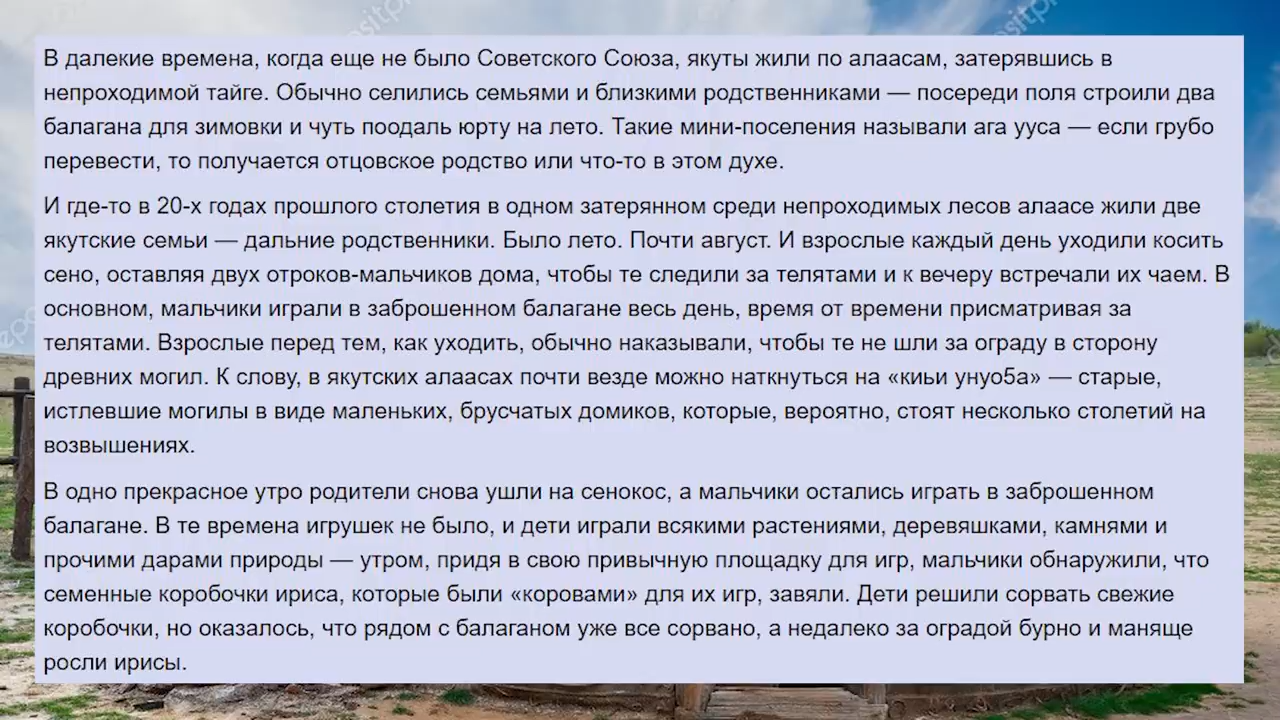 В далекие времена, когда еще не было Советского Союза, якуты жили по алаасам, затерявшись в
непроходимой тайге. Обычно селились семьями и близкими родственниками — посереди поля строили два
балагана для зимовки и чуть поодаль юрту на лето. Такие мини-поселения называли ага ууса — если грубо
перевести, то получается отцовское родство или что-то в этом духе.
И где-то в 20-х годах прошлого столетия в одном затерянном среди непроходимых лесов алаасе жили две
якутские семьи — дальние родственники. Было лето. Почти август. И взрослые каждый день уходили косить
сено, оставляя двух отроков-мальчиков дома, чтобы те следили за телятами и к вечеру встречали их чаем. В
основном, мальчики играли в заброшенном балагане весь день, время от времени присматривая за
телятами. Взрослые перед тем, как уходить, обычно наказывали, чтобы те не шли за ограду в сторону
древних могил. К слову, в якутских алаасах почти везде можно наткнуться на «киьи унуо5а» — старые,
истлевшие могилы в виде маленьких, брусчатых домиков, которые, вероятно, стоят несколько столетий на
возвышениях.
В одно прекрасное утро родители снова ушли на сенокос, а мальчики остались играть в заброшенном
балагане. В те времена игрушек не было, и дети играли всякими растениями, деревяшками, камнями и
прочими дарами природы — утром, придя в свою привычную площадку для игр, мальчики обнаружили, что
семенные коробочки ириса, которые были «коровами» для их игр, завяли. Дети решили сорвать свежие
коробочки, но оказалось, что рядом с балаганом уже все сорвано, а недалеко за оградой бурно и маняще
росли ирисы.